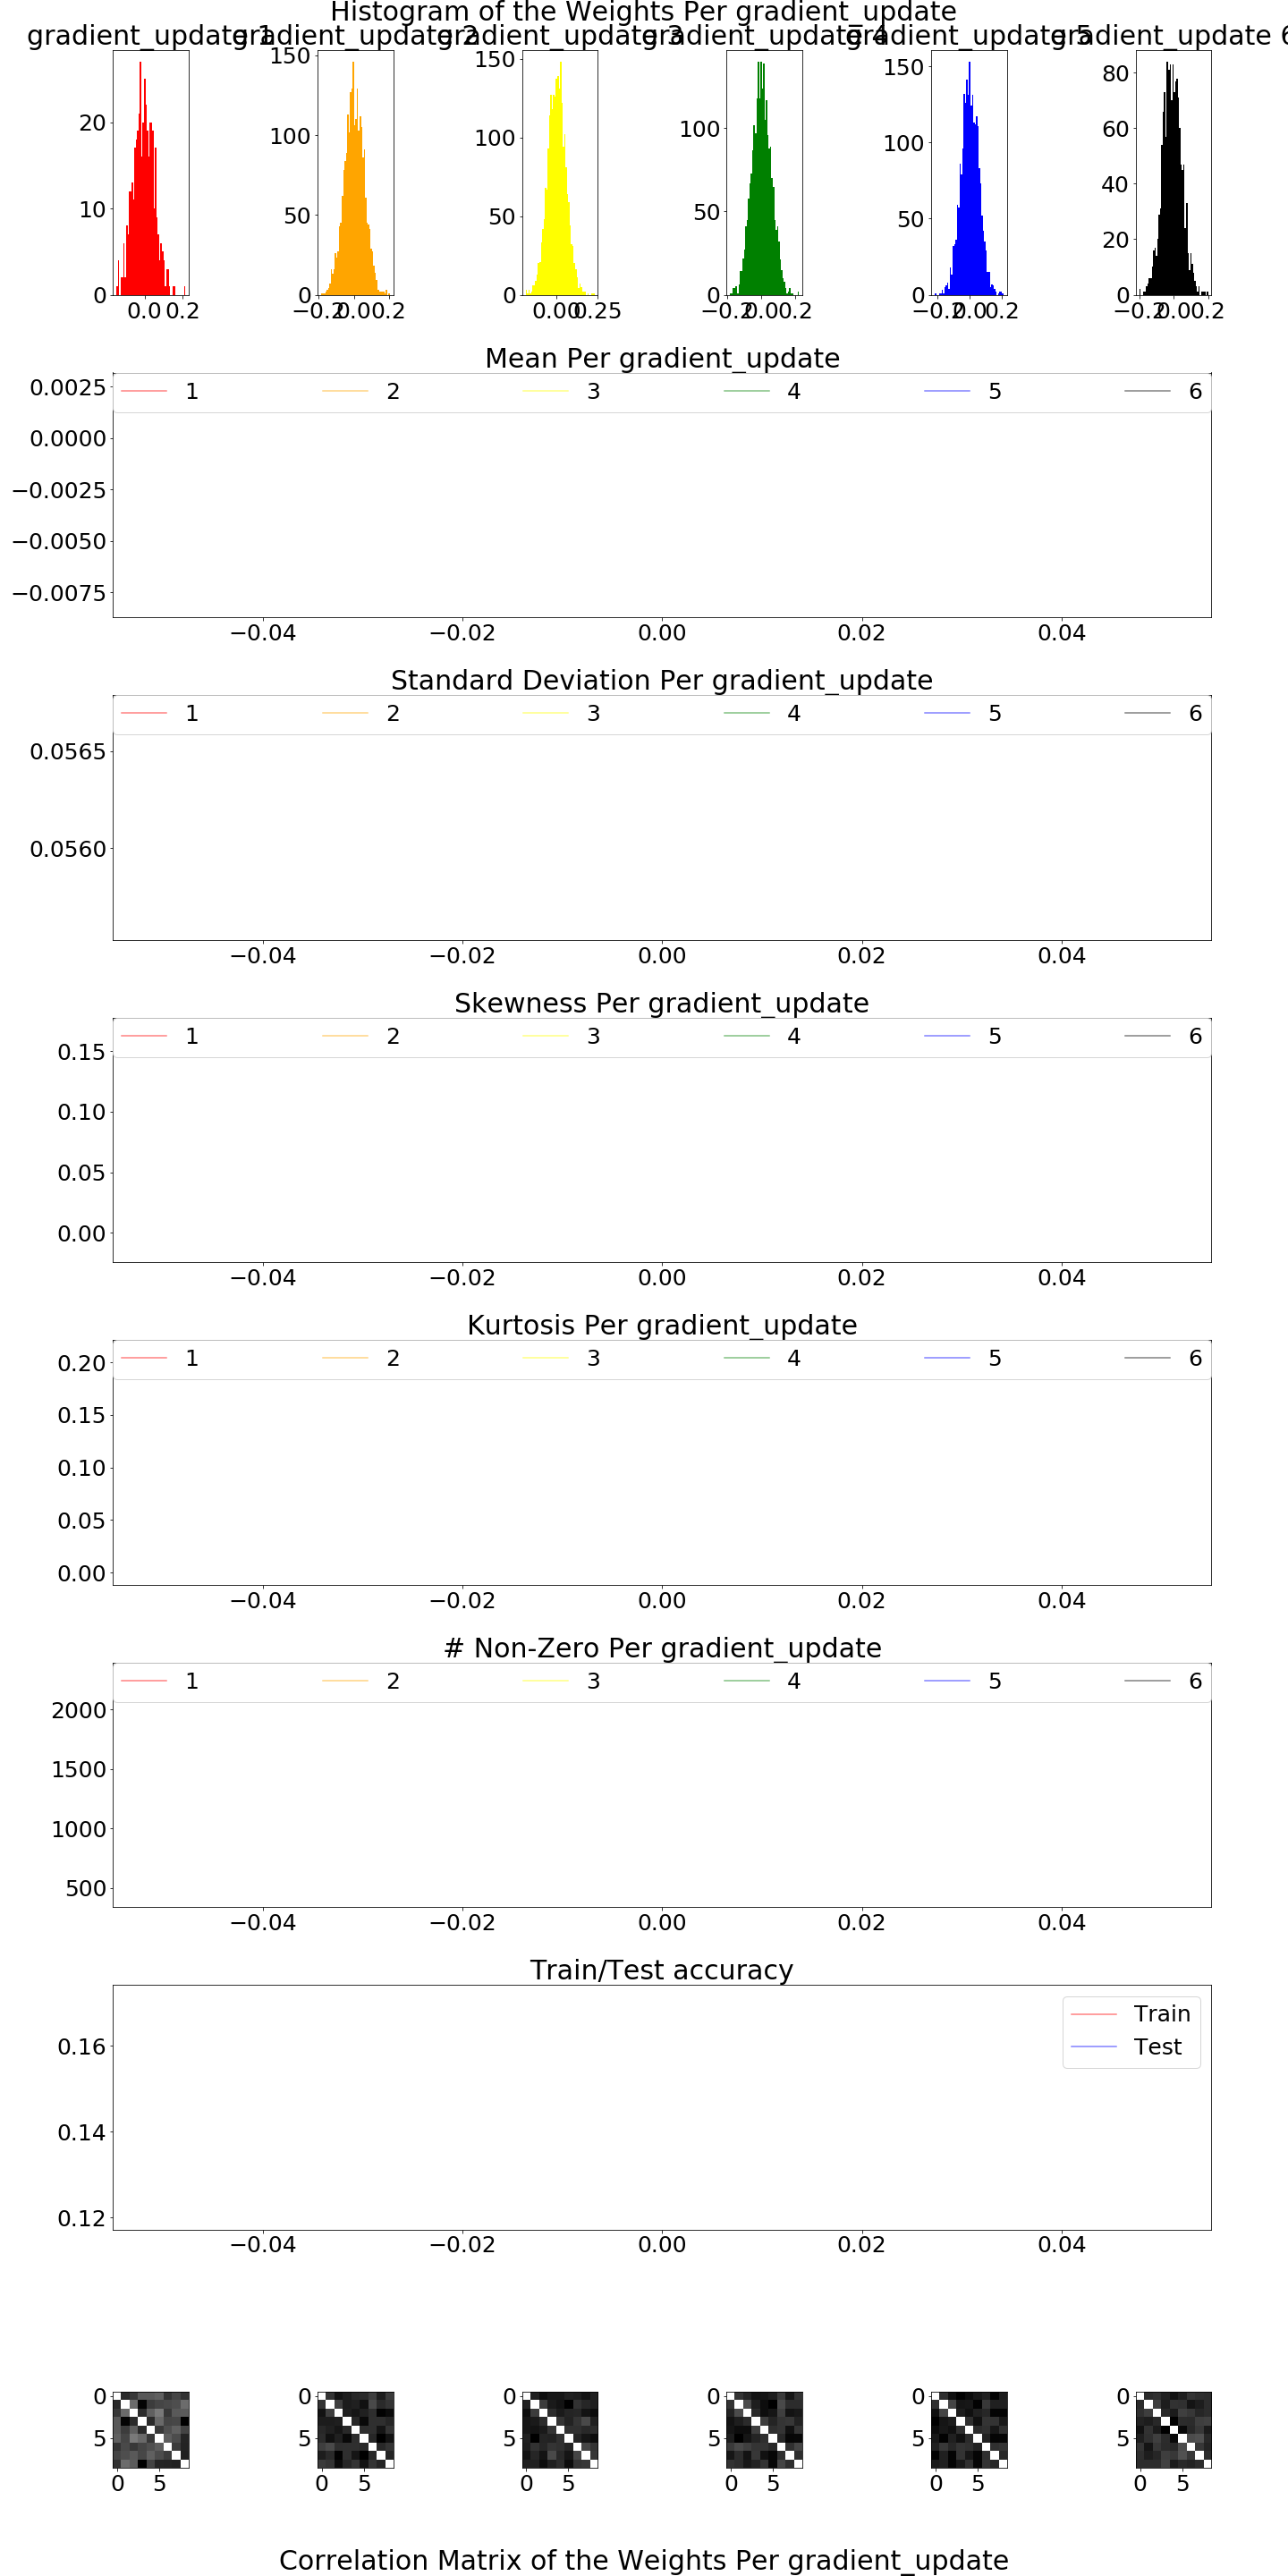 Histogram of the Weights Per gradient_update
gradient_update 1 gradient_update 2 gradient_update 3 gradient_update 4 gradient_update 5 gradient_update 6
20
10
0
0.0 0.2
150
100
50
0
−0.2 0.0 0.2
150
100
50
0
0.00 0.25
100
50
0
−0.2 0.0 0.2
150
100
50
0
−0.2 0.0 0.2
80
60
40
20
0
−0.2 0.0 0.2
Mean Per gradient_update
1 2 3 4 5 6
0.0025
0.0000
−0.0025
−0.0050
−0.0075
−0.04 −0.02 0.00 0.02 0.04
Standard Deviation Per gradient_update
1 2 3 4 5 6
0.0565
0.0560
−0.04 −0.02 0.00 0.02 0.04
Skewness Per gradient_update
1 2 3 4 5 6
0.15
0.10
0.05
0.00
−0.04 −0.02 0.00 0.02 0.04
Kurtosis Per gradient_update
1 2 3 4 5 6
0.20
0.15
0.10
0.05
0.00
−0.04 −0.02 0.00 0.02 0.04
# Non-Zero Per gradient_update
1 2 3 4 5 6
2000
1500
1000
500
−0.04 −0.02 0.00 0.02 0.04
Train/Test accuracy
Train
Test
0.16
0.14
0.12
−0.04 −0.02 0.00 0.02 0.04
0 0 0 0 0 0
5 5 5 5 5 5
0 5 0 5 0 5 0 5 0 5 0 5
Correlation Matrix of the Weights Per gradient_update